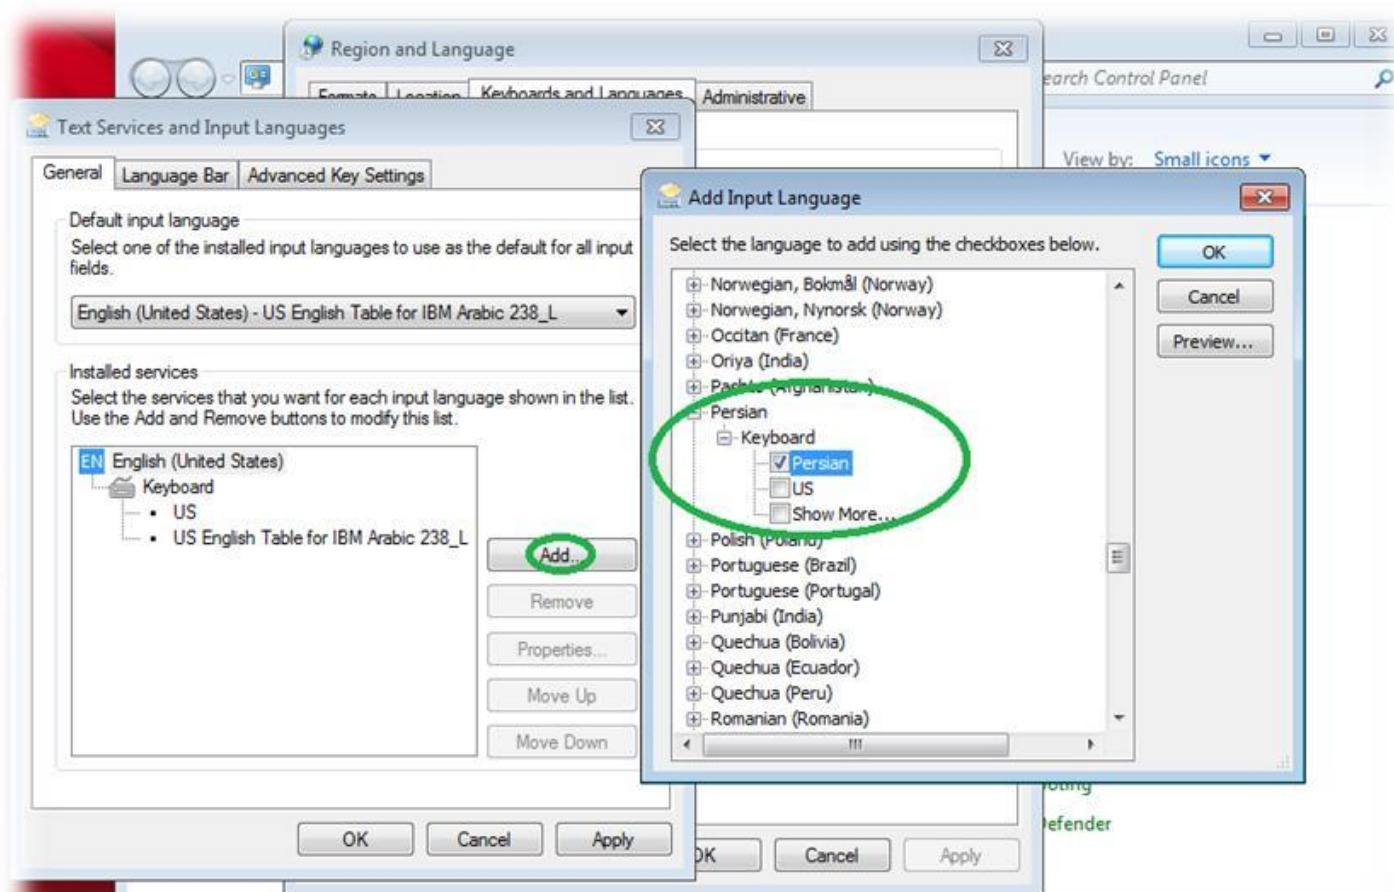 Region and Language
Formats Location Keyboards and Languages Administrative
earch Control Panel
View by: Small icons
Text Services and Input Languages
General Language Bar Advanced Key Settings
Default input language
Select one of the installed input languages to use as the default for all input
fields.
English (United States) - US English Table for IBM Arabic 238_L
Installed services
Select the services that you want for each input language shown in the list.
Use the Add and Remove buttons to modify this list.
EN English (United States)
Keyboard
US
US English Table for IBM Arabic 238_L
Add...
Remove
Properties...
Move Up
Move Down
OK Cancel Apply
Add Input Language
Select the language to add using the checkboxes below.
Norwegian, Bokmål (Norway)
Norwegian, Nynorsk (Norway)
Occitan (France)
Oriya (India)
Pashto (Afghanistan)
Persian
Keyboard
Persian
US
Show More...
Polish (Poland)
Portuguese (Brazil)
Portuguese (Portugal)
Punjabi (India)
Quechua (Bolivia)
Quechua (Ecuador)
Quechua (Peru)
Romanian (Romania)
OK
Cancel
Preview...
efender
OK Cancel Apply